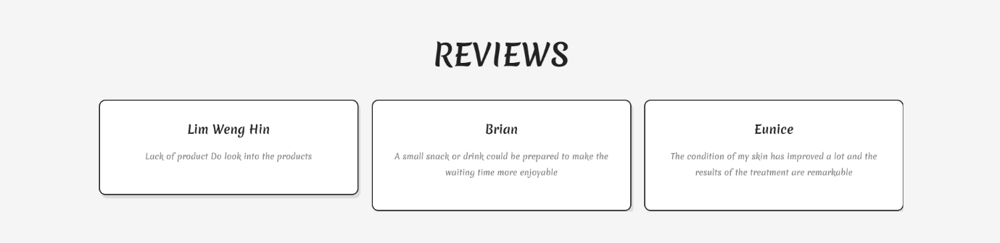 REVIEWS
Lim Weng Hin
Lack of product Do look into the products
Brian
A small snack or drink could be prepared to make the
waiting time more enjoyable
Eunice
The condition of my skin has improved a lot and the
results of the treatment are remarkable